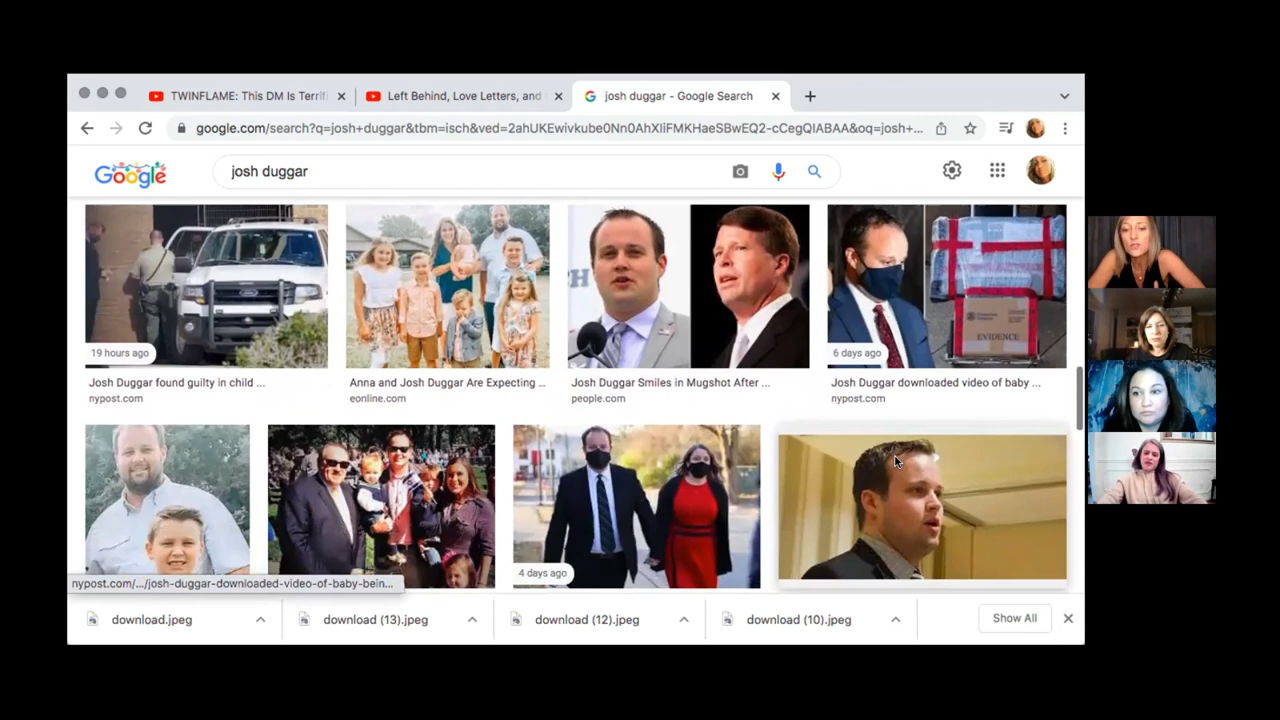 TWINFLAME: This DM Is Terrifi
Left Behind, Love Letters, and
josh duggar - Google Search
google.com/search?q=josh+duggar&tbm=isch&ved=2ahUKEwivkube0Nn0AhXIiFMKHaeSBwEQ2-cCegQIABAA&oq=josh+...
Google
josh duggar
19 hours ago
6 days ago
EVIDENCE
Josh Duggar found guilty in child ...
Anna and Josh Duggar Are Expecting ...
Josh Duggar Smiles in Mugshot After ...
Josh Duggar downloaded video of baby ...
nypost.com
eonline.com
people.com
nypost.com
4 days ago
nypost.com/.../josh-duggar-downloaded-video-of-baby-bein...
download.jpeg
download (13).jpeg
download (12).jpeg
download (10).jpeg
Show All